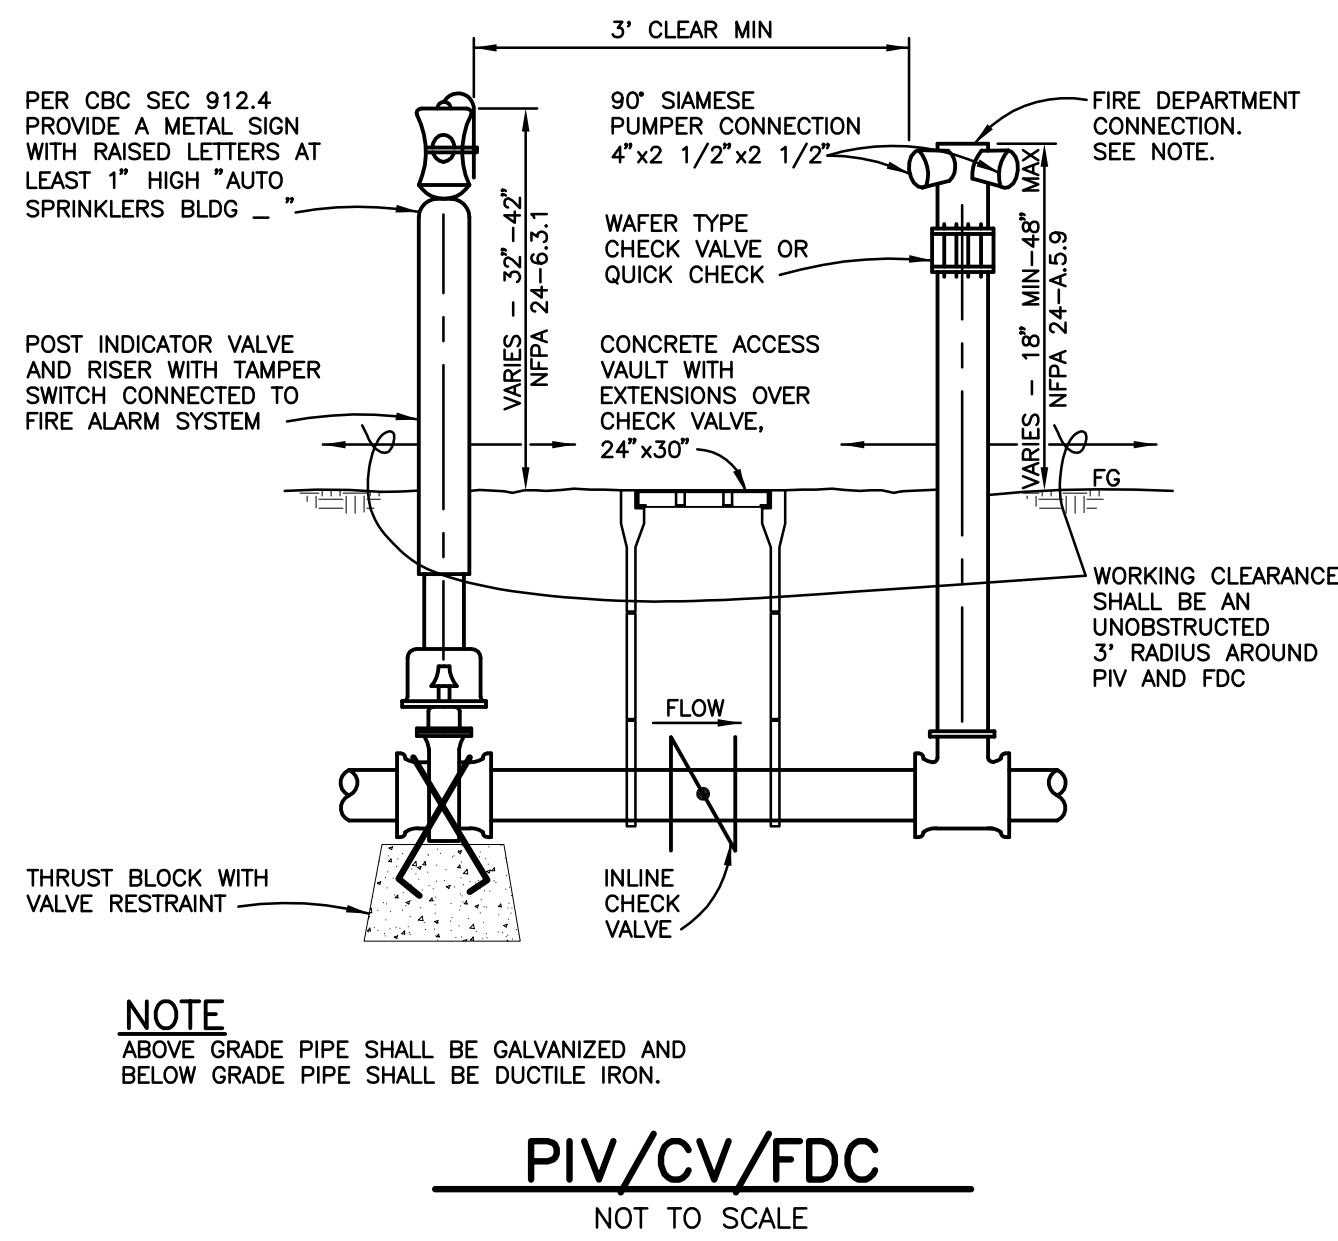 3' CLEAR MIN
PER CBC SEC 912.4
PROVIDE A METAL SIGN
WITH RAISED LETTERS AT
LEAST 1" HIGH "AUTO
SPRINKLERS BLDG _ "
90° SIAMESE
PUMPER CONNECTION
4"x2 1/2"x2 1/2"
FIRE DEPARTMENT
CONNECTION.
SEE NOTE.
VARIES - 32"-42"
NFPA 24-6.3.1
WAFER TYPE
CHECK VALVE OR
QUICK CHECK
VARIES - 18" MIN-48" MAX
NFPA 24-A.5.9
POST INDICATOR VALVE
AND RISER WITH TAMPER
SWITCH CONNECTED TO
FIRE ALARM SYSTEM
CONCRETE ACCESS
VAULT WITH
EXTENSIONS OVER
CHECK VALVE,
24"x30"
FG
WORKING CLEARANCE
SHALL BE AN
UNOBSTRUCTED
3' RADIUS AROUND
PIV AND FDC
FLOW
THRUST BLOCK WITH
VALVE RESTRAINT
INLINE
CHECK
VALVE
NOTE
ABOVE GRADE PIPE SHALL BE GALVANIZED AND
BELOW GRADE PIPE SHALL BE DUCTILE IRON.
PIV/CV/FDC
NOT TO SCALE